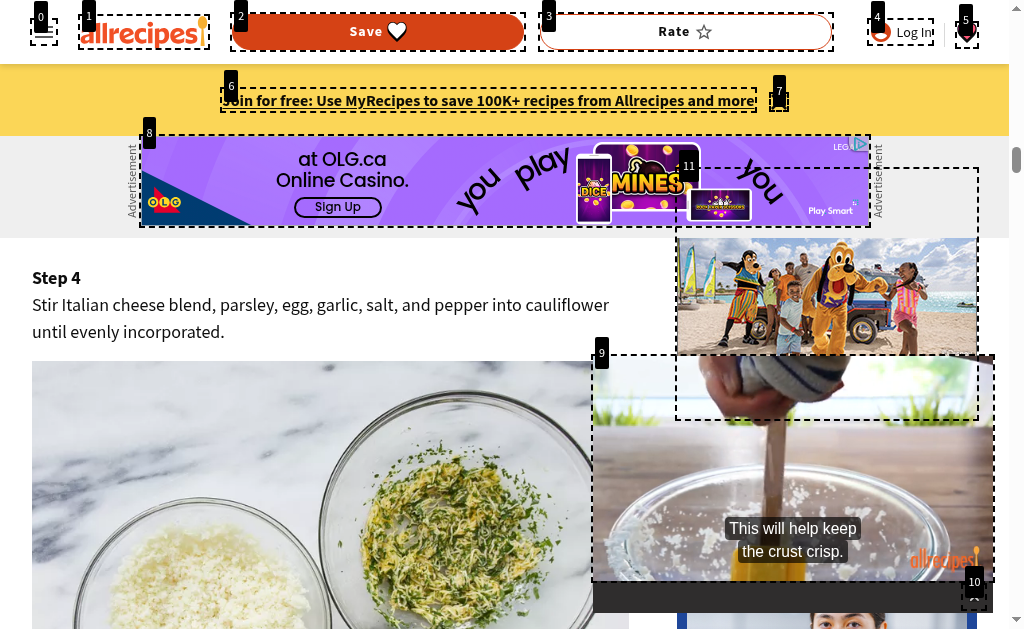 0
1
2
3
4
5
allrecipes
Save
Rate
Log In
6
7
Join for free: Use MyRecipes to save 100K+ recipes from Allrecipes and more
8
Advertisement
at OLG.ca
Online Casino.
Sign Up
OLG
you play you
DICE
MINES
Play Smart
Advertisement
11
Step 4
Stir Italian cheese blend, parsley, egg, garlic, salt, and pepper into cauliflower
until evenly incorporated.
9
This will help keep
the crust crisp.
allrecipes
10